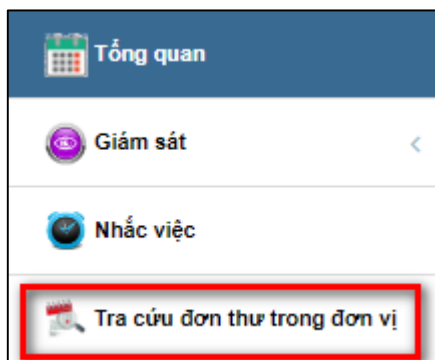 Tổng quan
Giám sát
Nhắc việc
Tra cứu đơn thư trong đơn vị